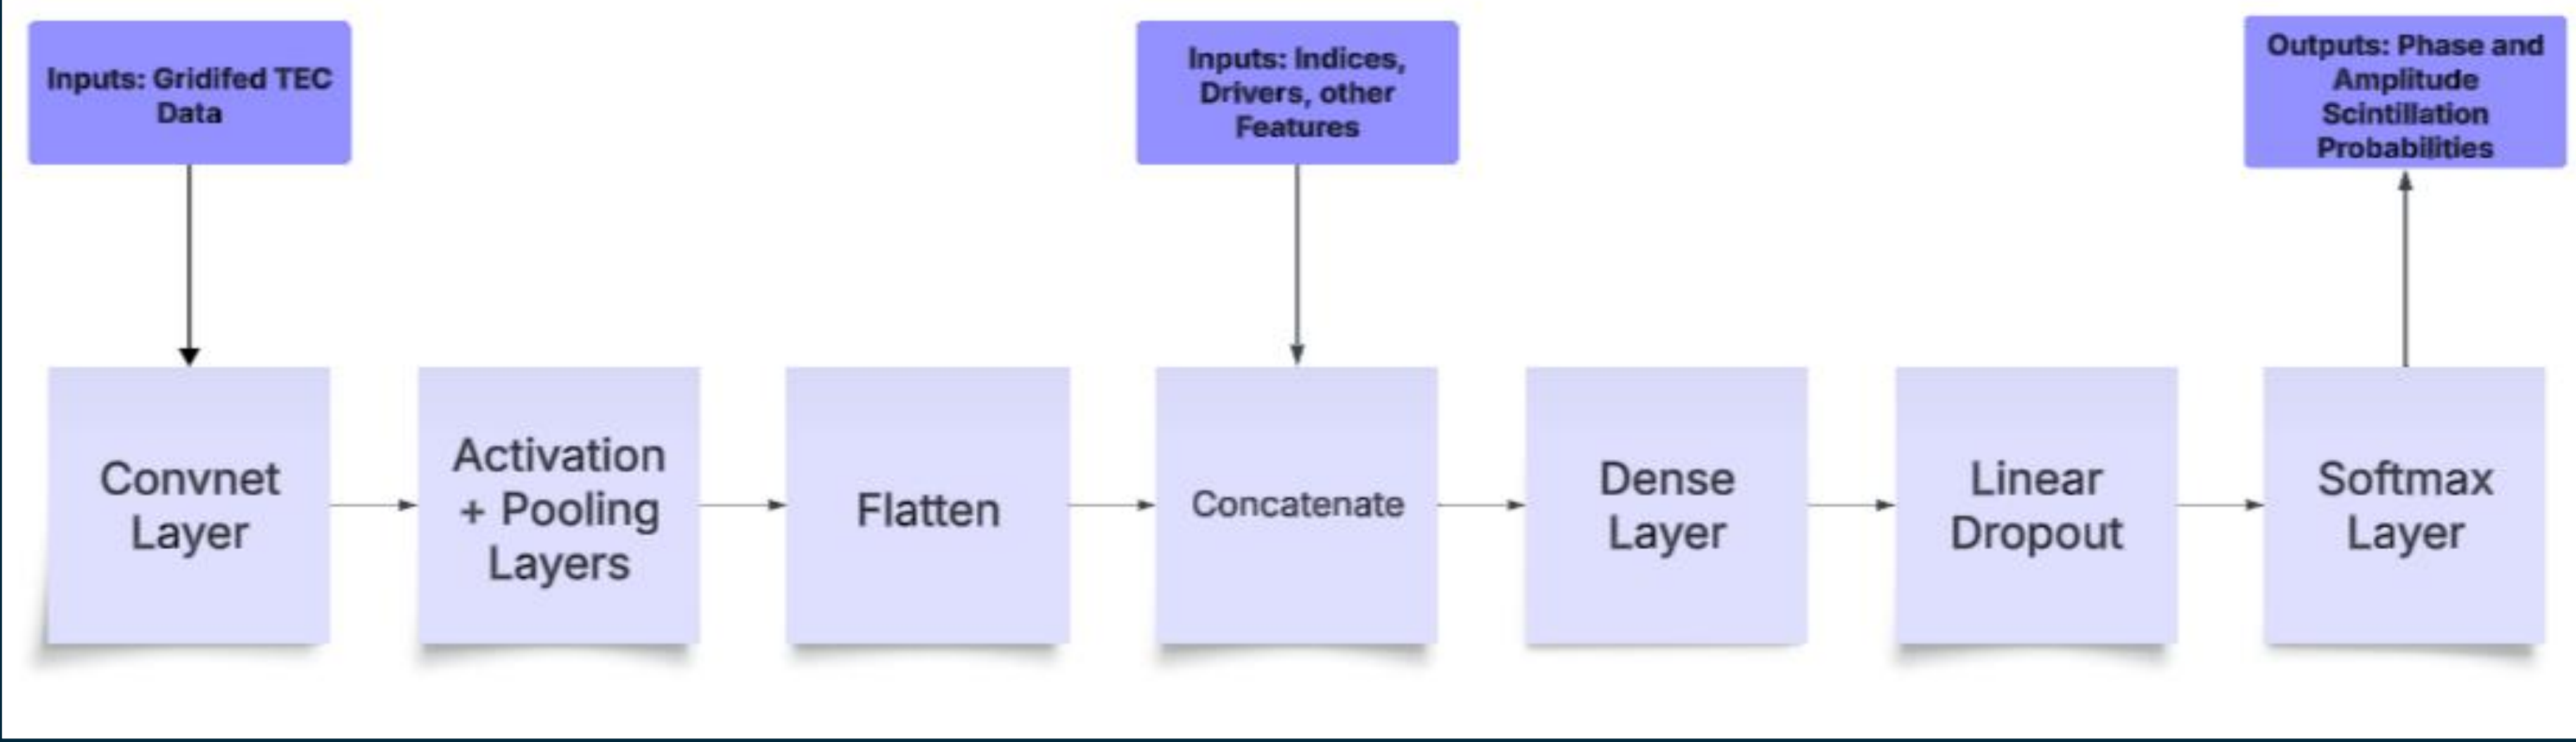 Inputs: Gridifed TEC
Data
Inputs: Indices,
Drivers, other
Features
Outputs: Phase and
Amplitude
Scintillation
Probabilities
Convnet
Layer
Activation
+ Pooling
Layers
Flatten
Concatenate
Dense
Layer
Linear
Dropout
Softmax
Layer